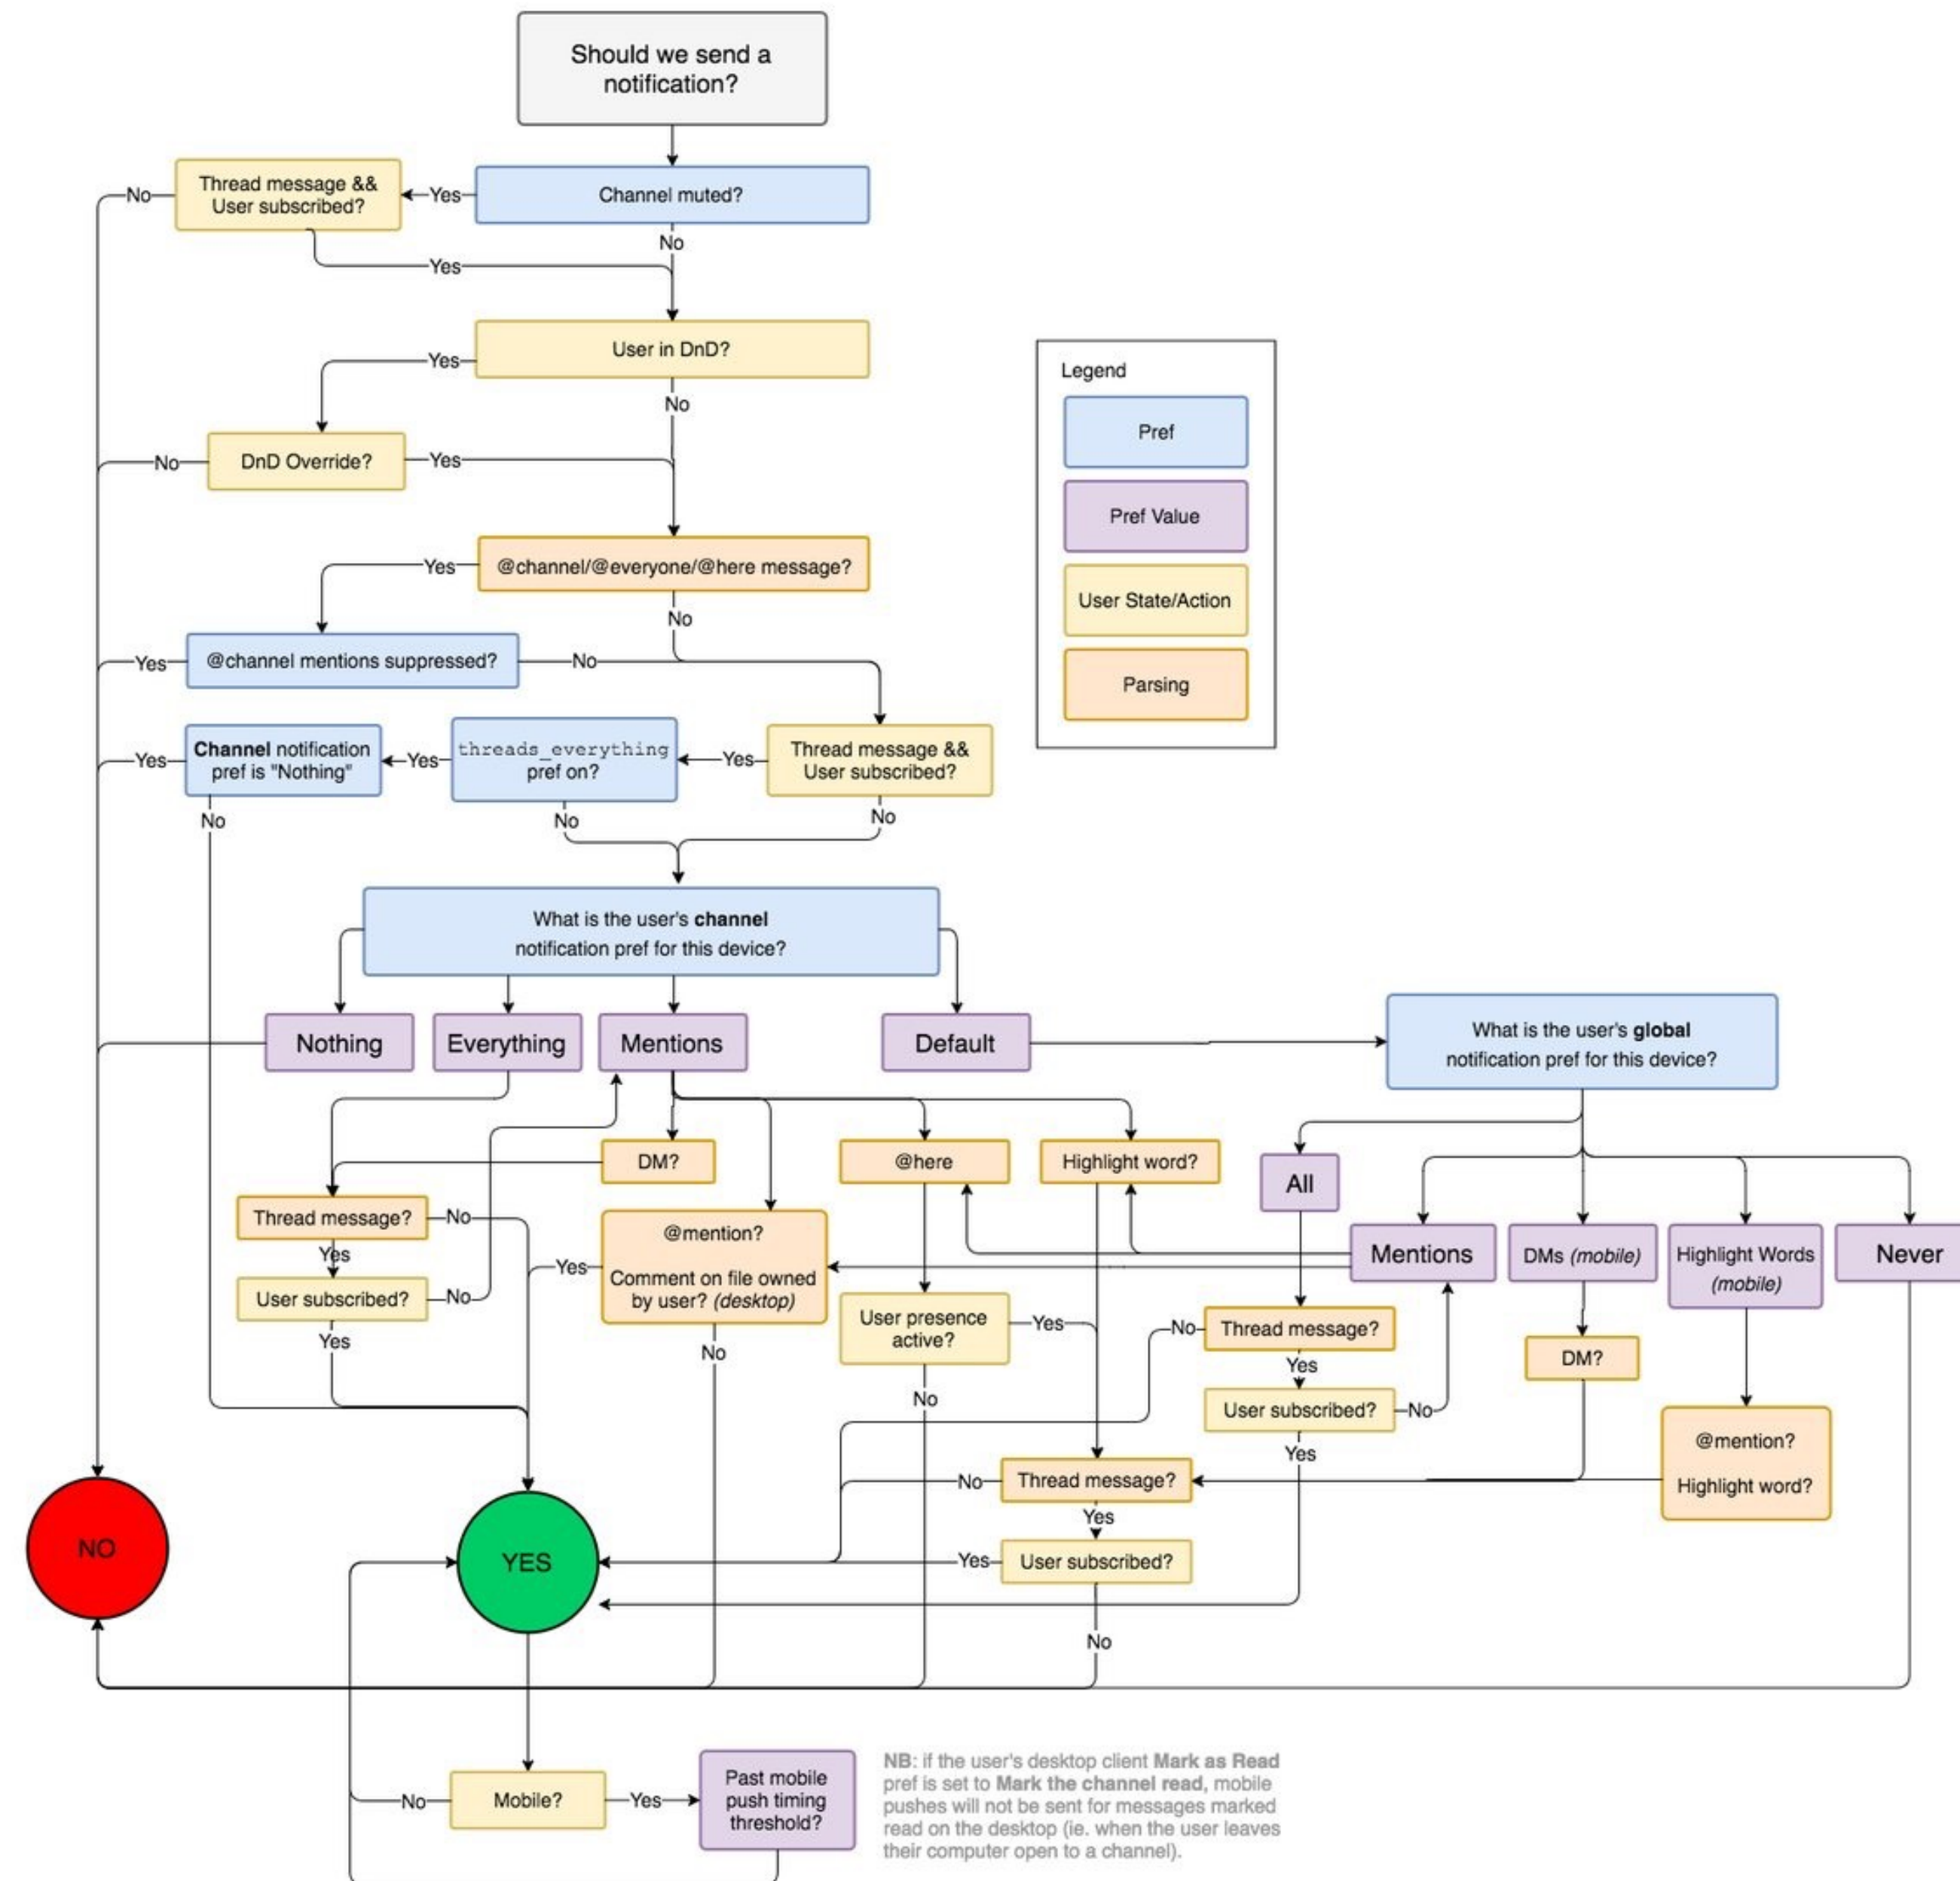 Should we send a
notification?
Thread message &&
User subscribed?
No
Yes
Channel muted?
No
Yes
User in DnD?
Yes
No
DnD Override?
No
Yes
@channel/@everyone/@here message?
Yes
No
@channel mentions suppressed?
Yes
No
Legend
Pref
Pref Value
User State/Action
Parsing
Channel notification
pref is "Nothing"
Yes
No
threads_everything
pref on?
Yes
No
Thread message &&
User subscribed?
Yes
No
What is the user's channel
notification pref for this device?
Nothing
Everything
Mentions
Default
What is the user's global
notification pref for this device?
DM?
@here
Highlight word?
All
Thread message?
No
Yes
User subscribed?
No
Yes
@mention?
Comment on file owned
by user? (desktop)
Yes
No
User presence
active?
Yes
No
Mentions
DMs (mobile)
Highlight Words
(mobile)
Never
Thread message?
No
Yes
User subscribed?
No
Yes
DM?
@mention?
Highlight word?
Thread message?
No
Yes
User subscribed?
Yes
No
NO
YES
Mobile?
No
Yes
Past mobile
push timing
threshold?
NB: if the user's desktop client Mark as Read
pref is set to Mark the channel read, mobile
pushes will not be sent for messages marked
read on the desktop (ie. when the user leaves
their computer open to a channel).